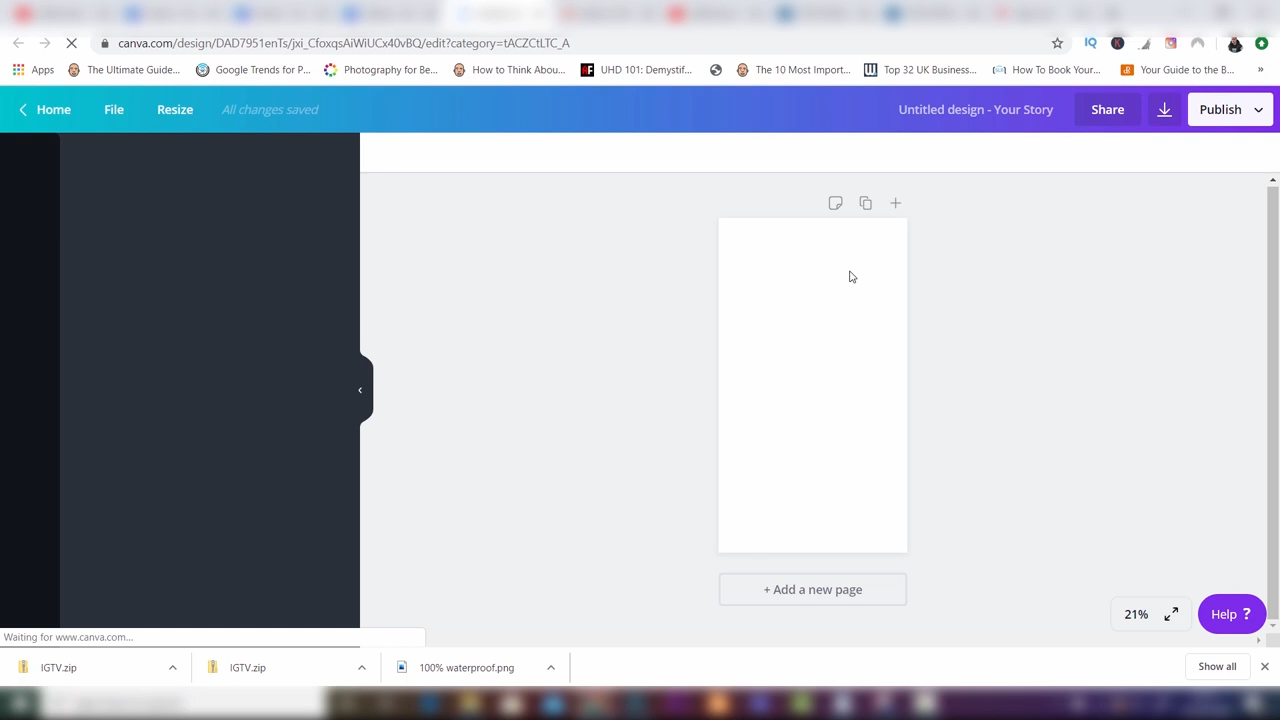 canva.com/design/DAD7951enTs/jxi_CfoxqsAiWiUCx40vBQ/edit?category=tACZCtLTC_A
IQ
K
Apps
The Ultimate Guide...
Google Trends for P...
Photography for Be...
How to Think Abou...
UHD 101: Demystif...
The 10 Most Import...
Top 32 UK Business...
How To Book Your...
Your Guide to the B...
»
Home
File
Resize
All changes saved
Untitled design - Your Story
Share
Publish
+ Add a new page
21%
Help ?
Waiting for www.canva.com...
IGTV.zip
IGTV.zip
100% waterproof.png
Show all